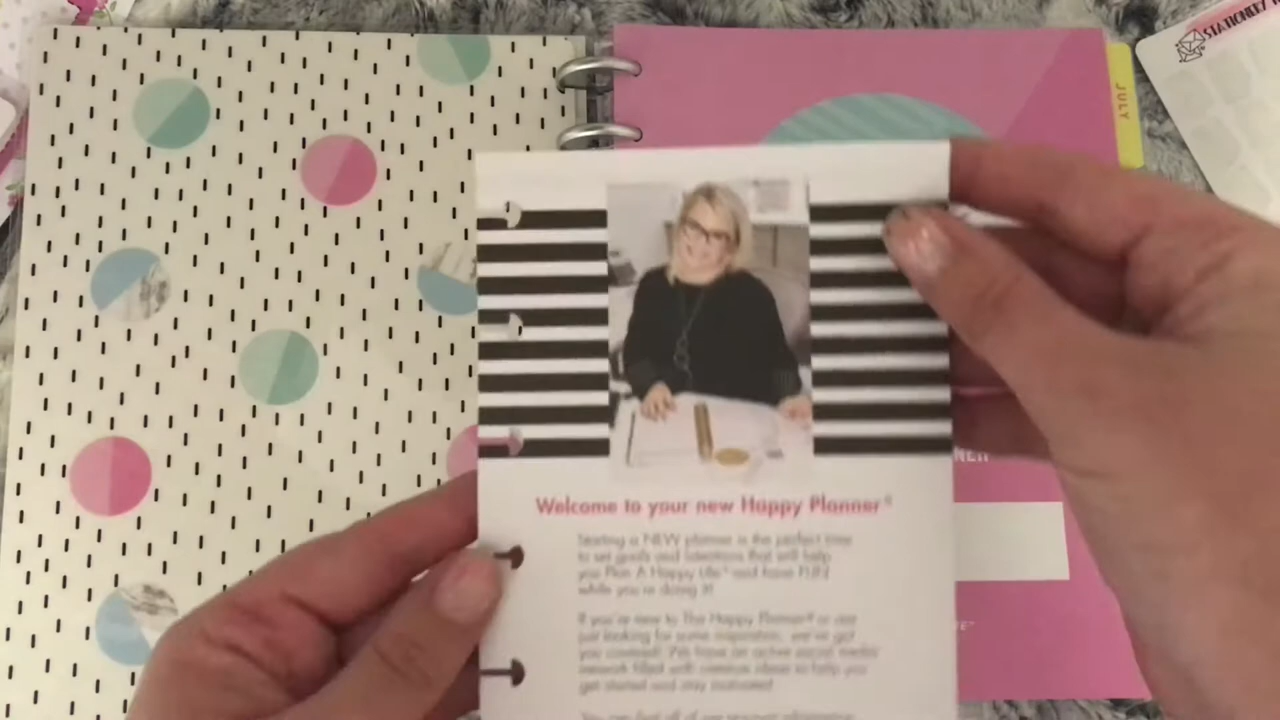 STATIONERY
JULY
Welcome to your new Happy Planner®
Starting a NEW planner is the perfect time
to set goals and intentions that will help
you Plan A Happy Life™ and have FUN
while you're doing it!
If you're new to The Happy Planner® or are
just looking for some inspiration, we've got
you covered! We have an active social media
network filled with creative ideas to help you
get started and stay motivated!